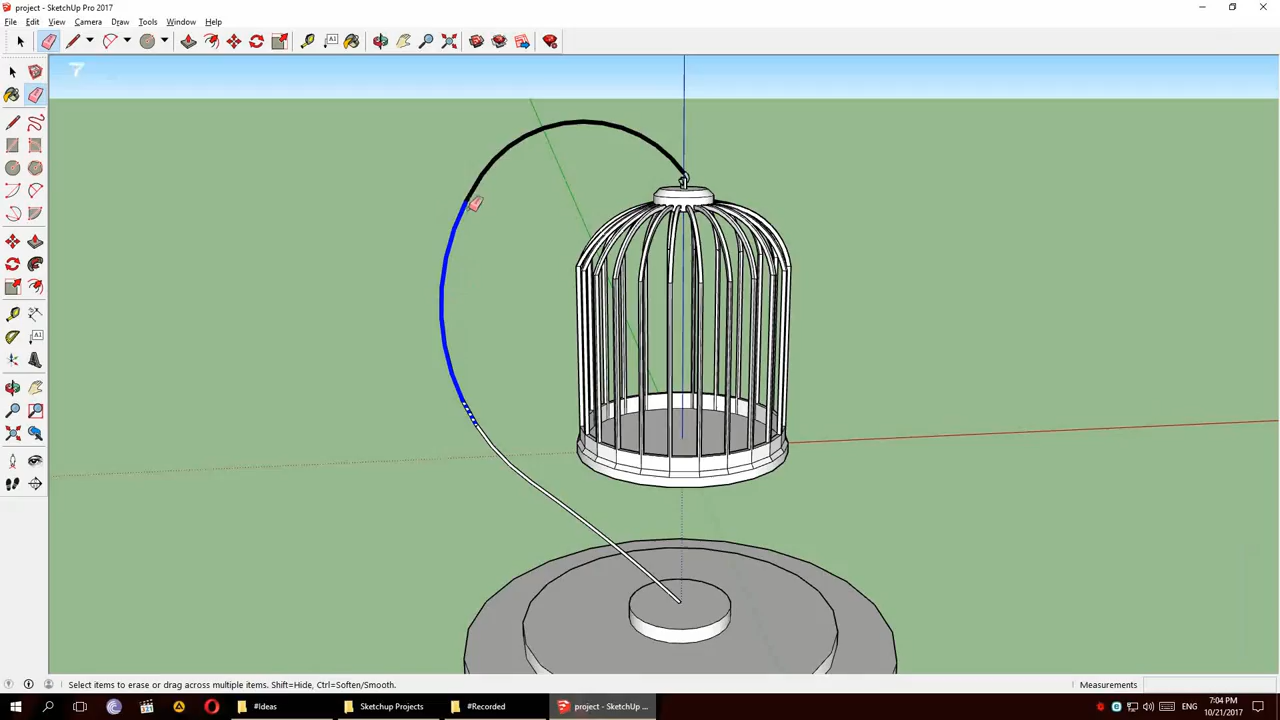 project - SketchUp Pro 2017
File Edit View Camera Draw Tools Window Help
Select items to erase or drag across multiple items. Shift=Hide, Ctrl=Soften/Smooth.
Measurements
#Ideas
Sketchup Projects
#Recorded
project - SketchUp ...
7:04 PM
10/21/2017